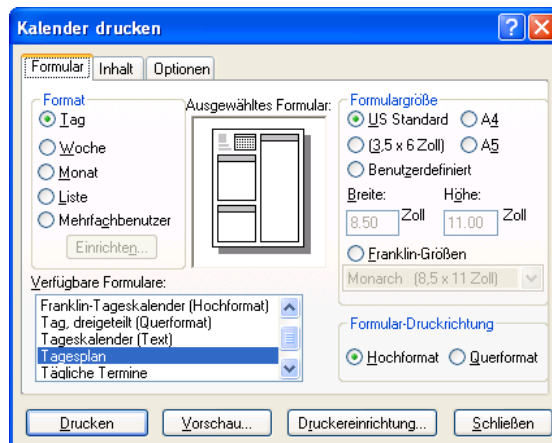 Kalender drucken
Formular Inhalt Optionen
Format
Tag
Woche
Monat
Liste
Mehrfachbenutzer
Einrichten...
Ausgewähltes Formular:
Formulargröße
US Standard A4
(3,5 x 6 Zoll) A5
Benutzerdefiniert
Breite: Höhe:
8.50 Zoll 11.00 Zoll
Franklin-Größen
Monarch (8,5 x 11 Zoll)
Verfügbare Formulare:
Franklin-Tageskalender (Hochformat)
Tag, dreigeteilt (Querformat)
Tageskalender (Text)
Tagesplan
Tägliche Termine
Formular-Druckrichtung
Hochformat Querformat
Drucken Vorschau... Druckereinrichtung... Schließen